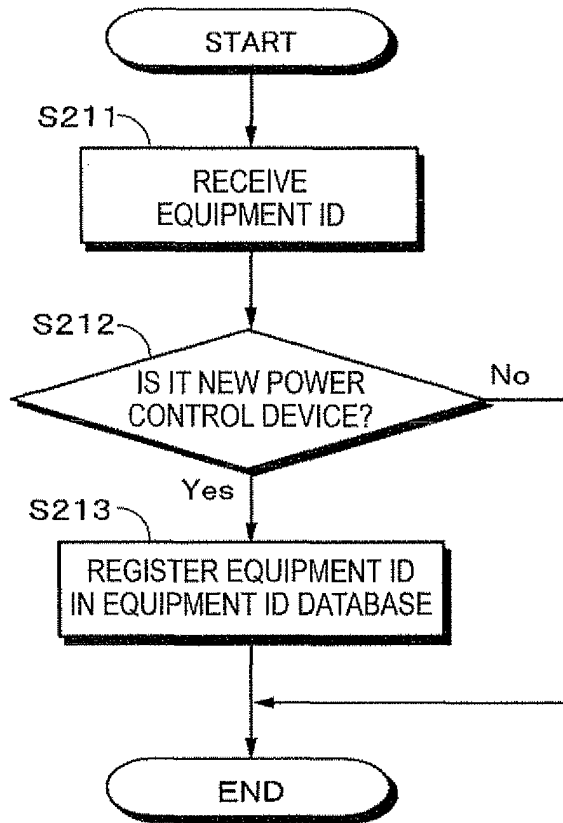 START
S211
RECEIVE
EQUIPMENT ID
S212
IS IT NEW POWER
CONTROL DEVICE?
No
Yes
S213
REGISTER EQUIPMENT ID
IN EQUIPMENT ID DATABASE
END